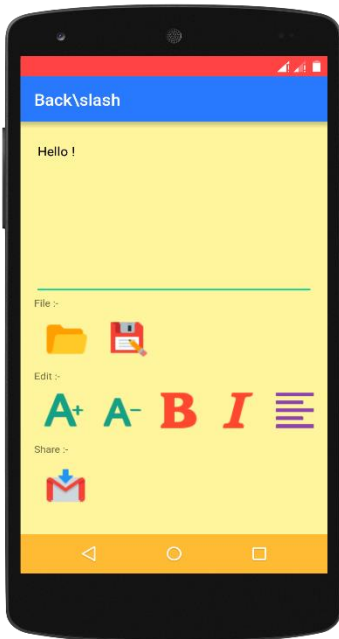 Back\slash
Hello !
File :-
Edit :-
A+ A- B I
Share :-